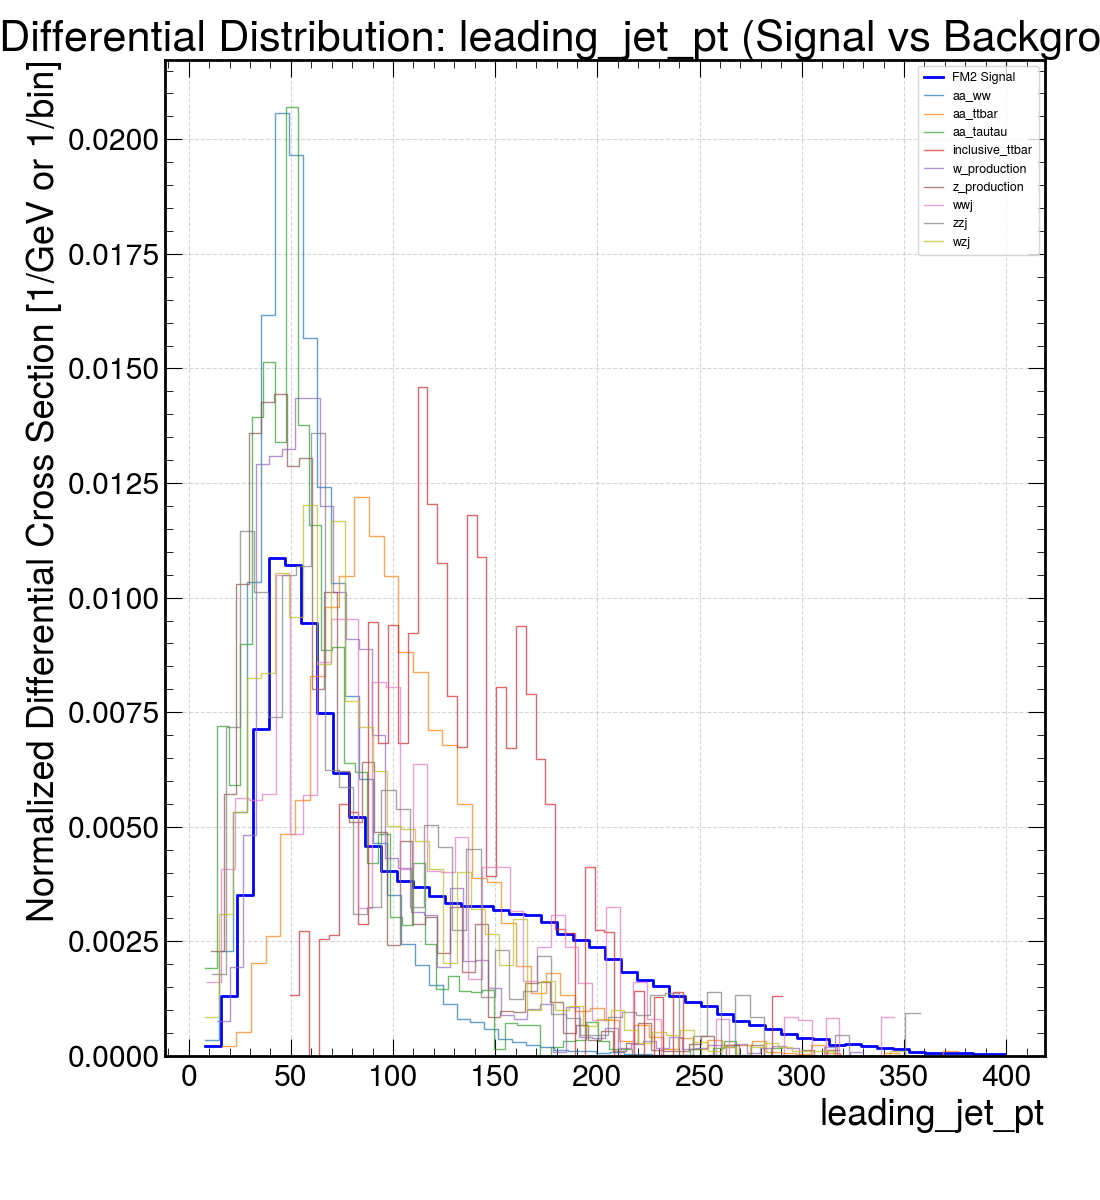 Differential Distribution: leading_jet_pt (Signal vs Backgro
Normalized Differential Cross Section [1/GeV or 1/bin]
0.0200
0.0175
0.0150
0.0125
0.0100
0.0075
0.0050
0.0025
0.0000
FM2 Signal
aa_ww
aa_ttbar
aa_tautau
inclusive_ttbar
w_production
z_production
wwj
zzj
wzj
0 50 100 150 200 250 300 350 400
leading_jet_pt